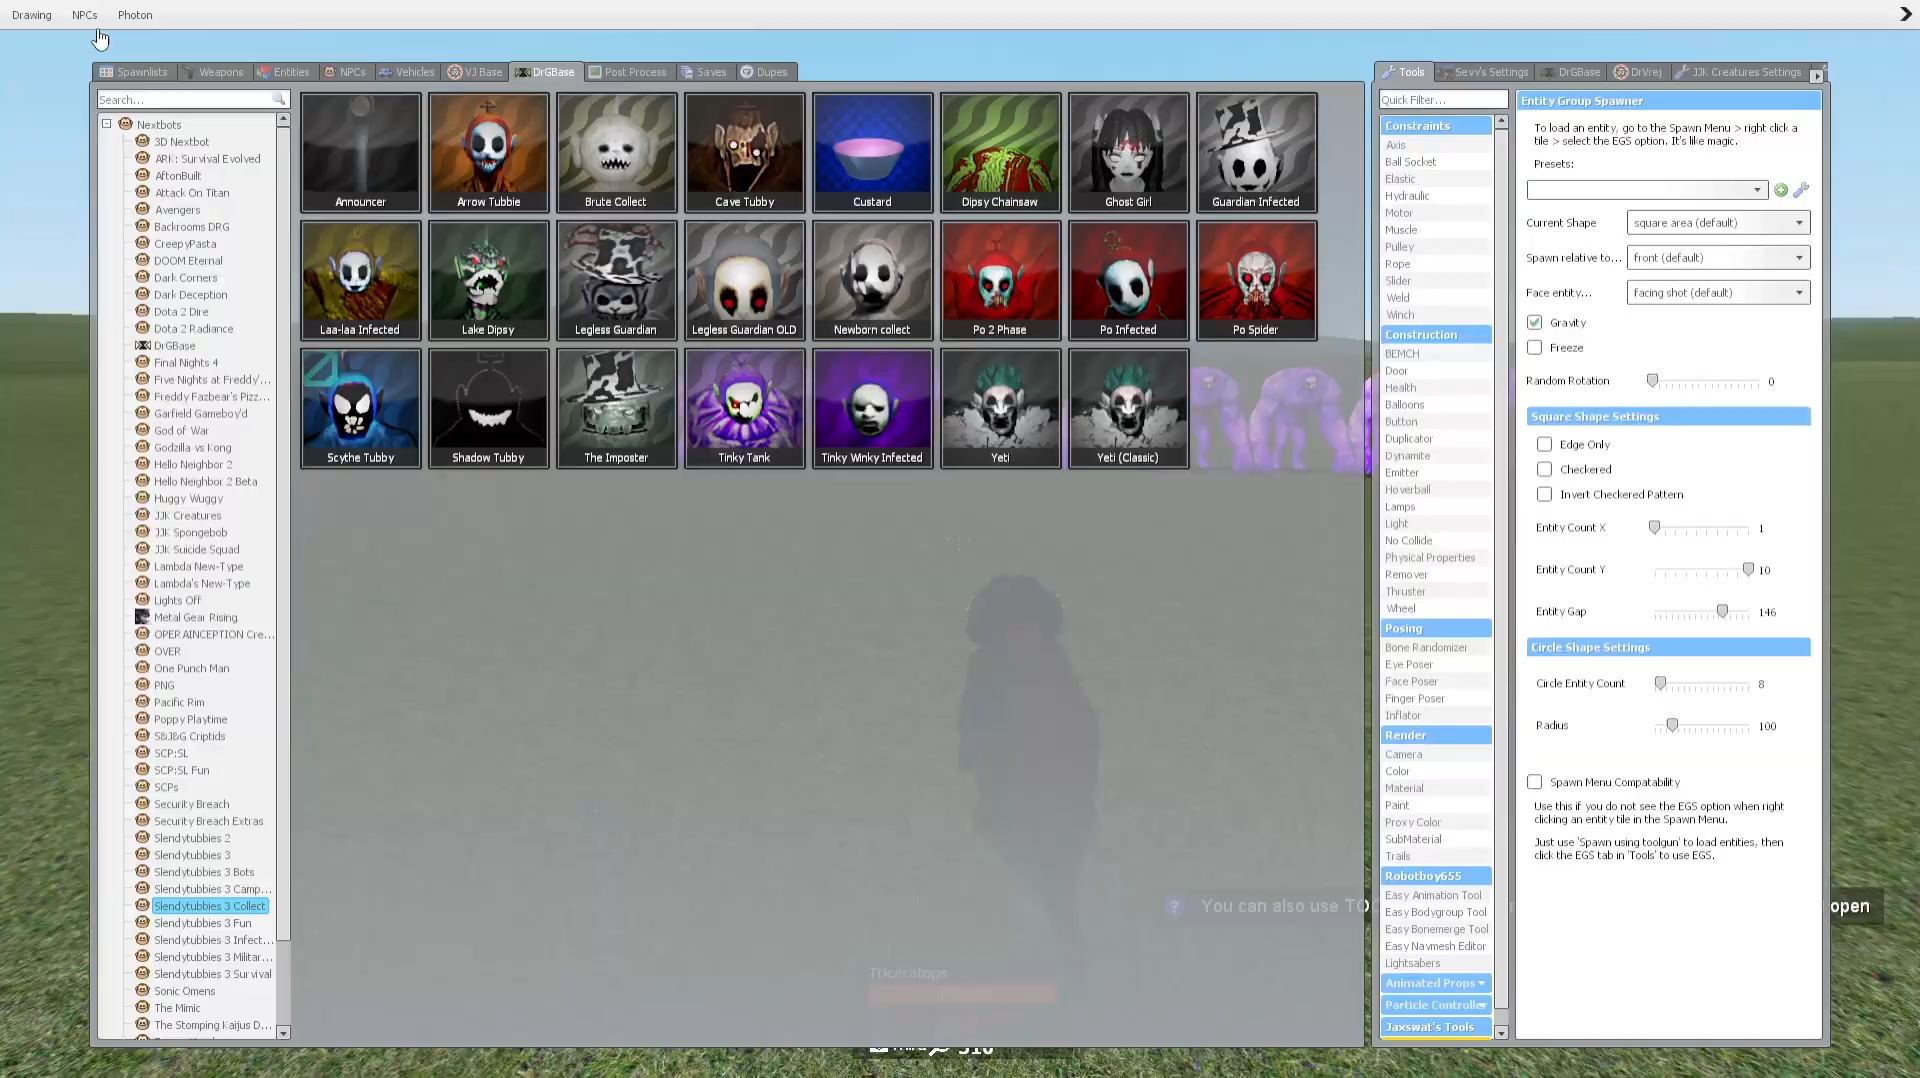 Drawing NPCs Photon
Spawnlists Weapons Entities NPCs Vehicles VJ Base DrGBase Post Process Saves Dupes
Search...
Nextbots
3D Nextbot
ARK: Survival Evolved
AftonBuilt
Attack On Titan
Avengers
Backrooms DRG
CreepyPasta
DOOM Eternal
Dark Corners
Dark Deception
Dota 2 Dire
Dota 2 Radiance
DrGBase
Final Nights 4
Five Nights at Freddy'...
Freddy Fazbear's Pizz...
Garfield Gameboy'd
God of War
Godzilla vs Kong
Hello Neighbor 2
Hello Neighbor 2 Beta
Huggy Wuggy
JJK Creatures
JJK Spongebob
JJK Suicide Squad
Lambda New-Type
Lambda's New-Type
Lights Off
Metal Gear Rising
OPERAINCEPTION Cre...
OVER
One Punch Man
PNG
Pacific Rim
Poppy Playtime
S&J&G Criptids
SCP:SL
SCP:SL Fun
SCPs
Security Breach
Security Breach Extras
Slendytubbies 2
Slendytubbies 3
Slendytubbies 3 Bots
Slendytubbies 3 Camp...
Slendytubbies 3 Collect
Slendytubbies 3 Fun
Slendytubbies 3 Infect...
Slendytubbies 3 Militar...
Slendytubbies 3 Survival
Sonic Omens
The Mimic
The Stomping Kaijus D...
Announcer Arrow Tubbie Brute Collect Cave Tubby Custard Dipsy Chainsaw Ghost Girl Guardian Infected
Laa-laa Infected Lake Dipsy Legless Guardian Legless Guardian OLD Newborn collect Po 2 Phase Po Infected Po Spider
Scythe Tubby Shadow Tubby The Imposter Tinky Tank Tinky Winky Infected Yeti Yeti (Classic)
You can also use TO
open
Triceratops
Tools Sevv's Settings DrGBase DrVrej JJK Creatures Settings
Quick Filter...
Constraints
Axis
Ball Socket
Elastic
Hydraulic
Motor
Muscle
Pulley
Rope
Slider
Weld
Winch
Construction
BEMCH
Door
Health
Balloons
Button
Duplicator
Dynamite
Emitter
Hoverball
Lamps
Light
No Collide
Physical Properties
Remover
Thruster
Wheel
Posing
Bone Randomizer
Eye Poser
Face Poser
Finger Poser
Inflator
Render
Camera
Color
Material
Paint
Proxy Color
SubMaterial
Trails
Robotboy655
Easy Animation Tool
Easy Bodygroup Tool
Easy Bonemerge Tool
Easy Navmesh Editor
Lightsabers
Animated Props
Particle Controller
Jaxswat's Tools
Entity Group Spawner
To load an entity, go to the Spawn Menu > right click a
tile > select the EGS option. It's like magic.
Presets:
Current Shape square area (default)
Spawn relative to... front (default)
Face entity... facing shot (default)
Gravity
Freeze
Random Rotation 0
Square Shape Settings
Edge Only
Checkered
Invert Checkered Pattern
Entity Count X 1
Entity Count Y 10
Entity Gap 146
Circle Shape Settings
Circle Entity Count 8
Radius 100
Spawn Menu Compatability
Use this if you do not see the EGS option when right
clicking an entity tile in the Spawn Menu.
Just use 'Spawn using toolgun' to load entities, then
click the EGS tab in 'Tools' to use EGS.